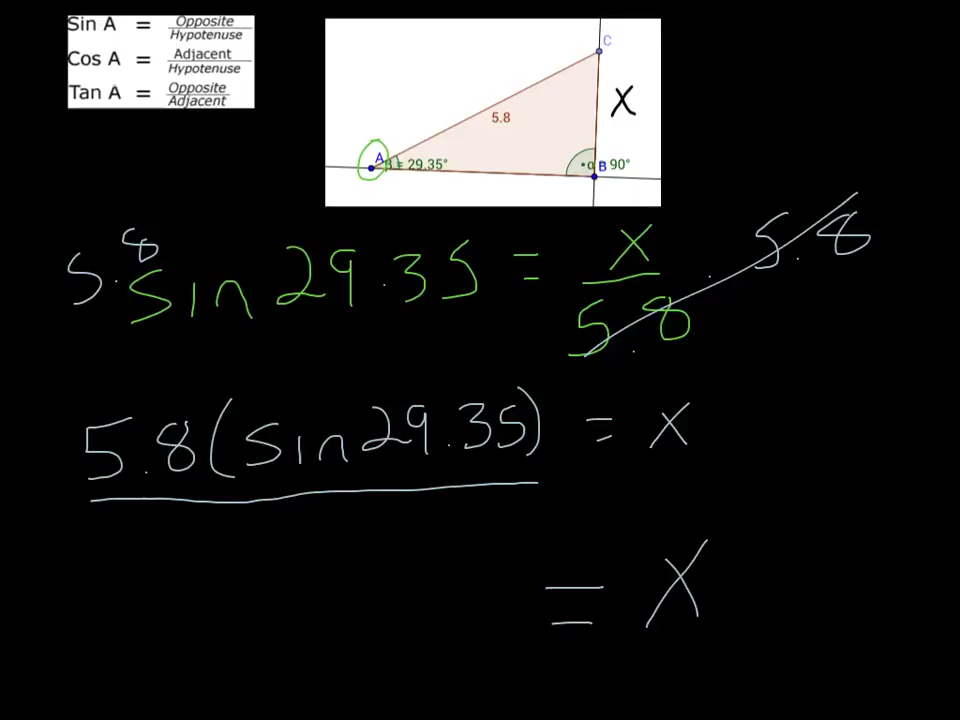 Sin A = Opposite/Hypotenuse
Cos A = Adjacent/Hypotenuse
Tan A = Opposite/Adjacent
C
5.8
X
A
β = 29.35°
α
B
90°
5.8 sin 29.35 = x/5.8 · 5.8
5.8(sin 29.35) = x
= x